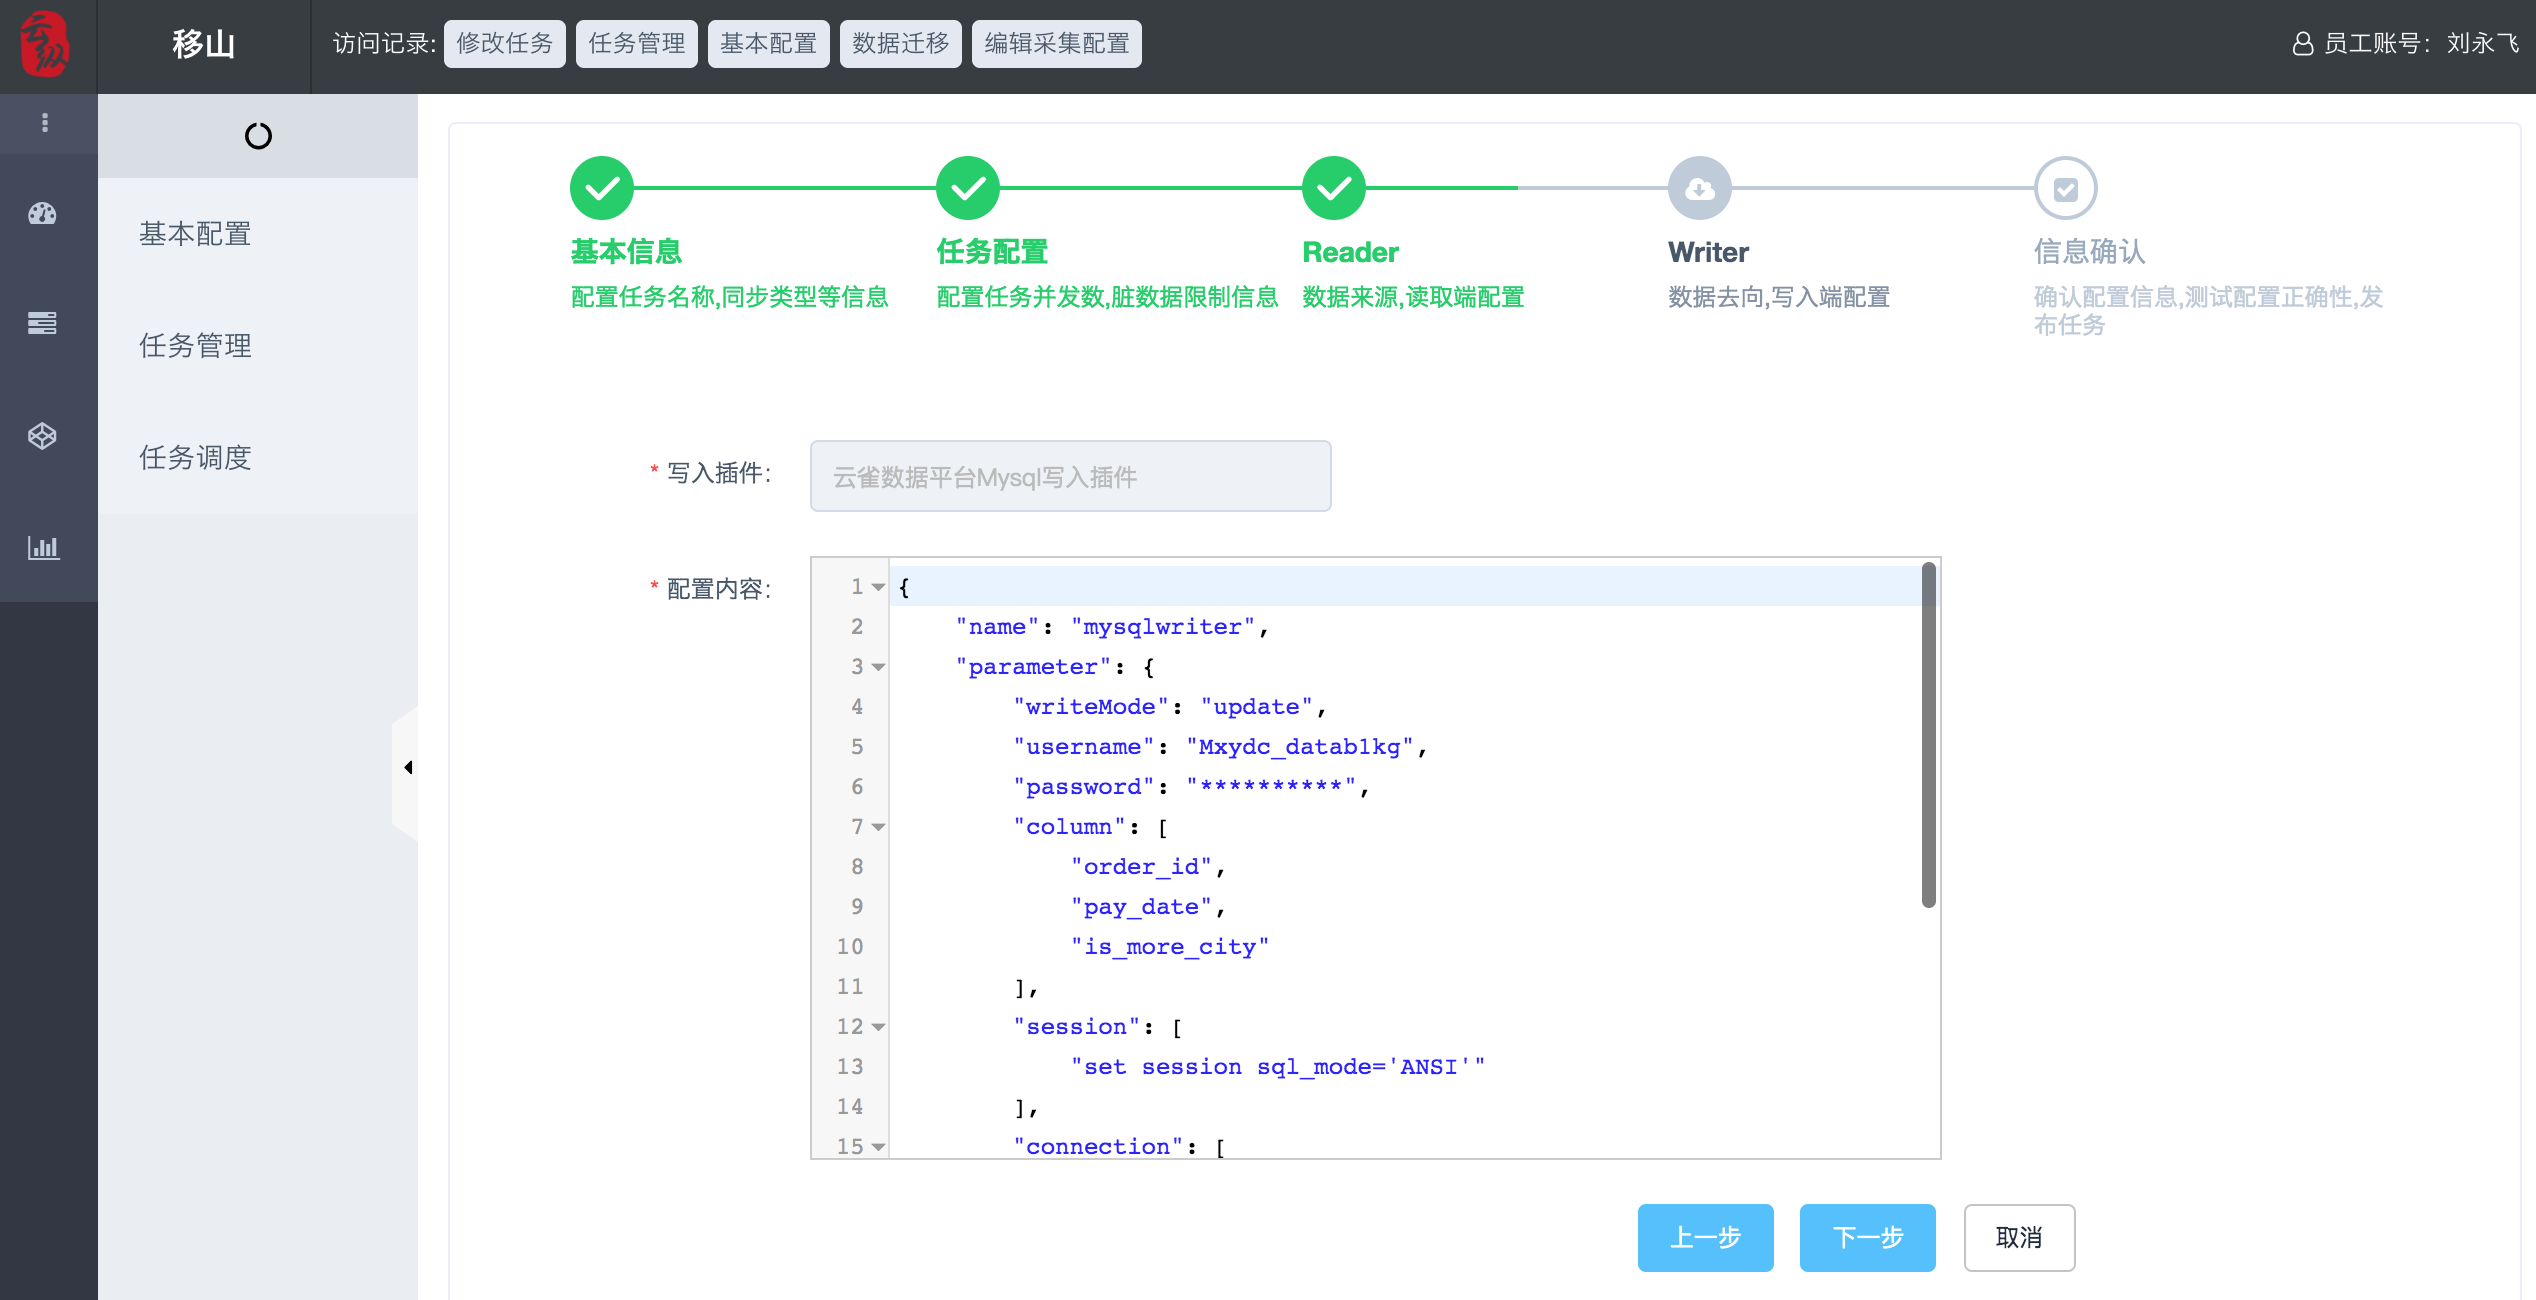 云纵
移山
访问记录: 修改任务 任务管理 基本配置 数据迁移 编辑采集配置
员工账号: 刘永飞
基本配置
任务管理
任务调度
基本信息
配置任务名称,同步类型等信息
任务配置
配置任务并发数,脏数据限制信息
Reader
数据来源,读取端配置
Writer
数据去向,写入端配置
信息确认
确认配置信息,测试配置正确性,发
布任务
* 写入插件: 云雀数据平台Mysql写入插件
* 配置内容:
1 {
2 "name": "mysqlwriter",
3 "parameter": {
4 "writeMode": "update",
5 "username": "Mxydc_datab1kg",
6 "password": "**********",
7 "column": [
8 "order_id",
9 "pay_date",
10 "is_more_city"
11 ],
12 "session": [
13 "set session sql_mode='ANSI'"
14 ],
15 "connection": [
上一步 下一步 取消